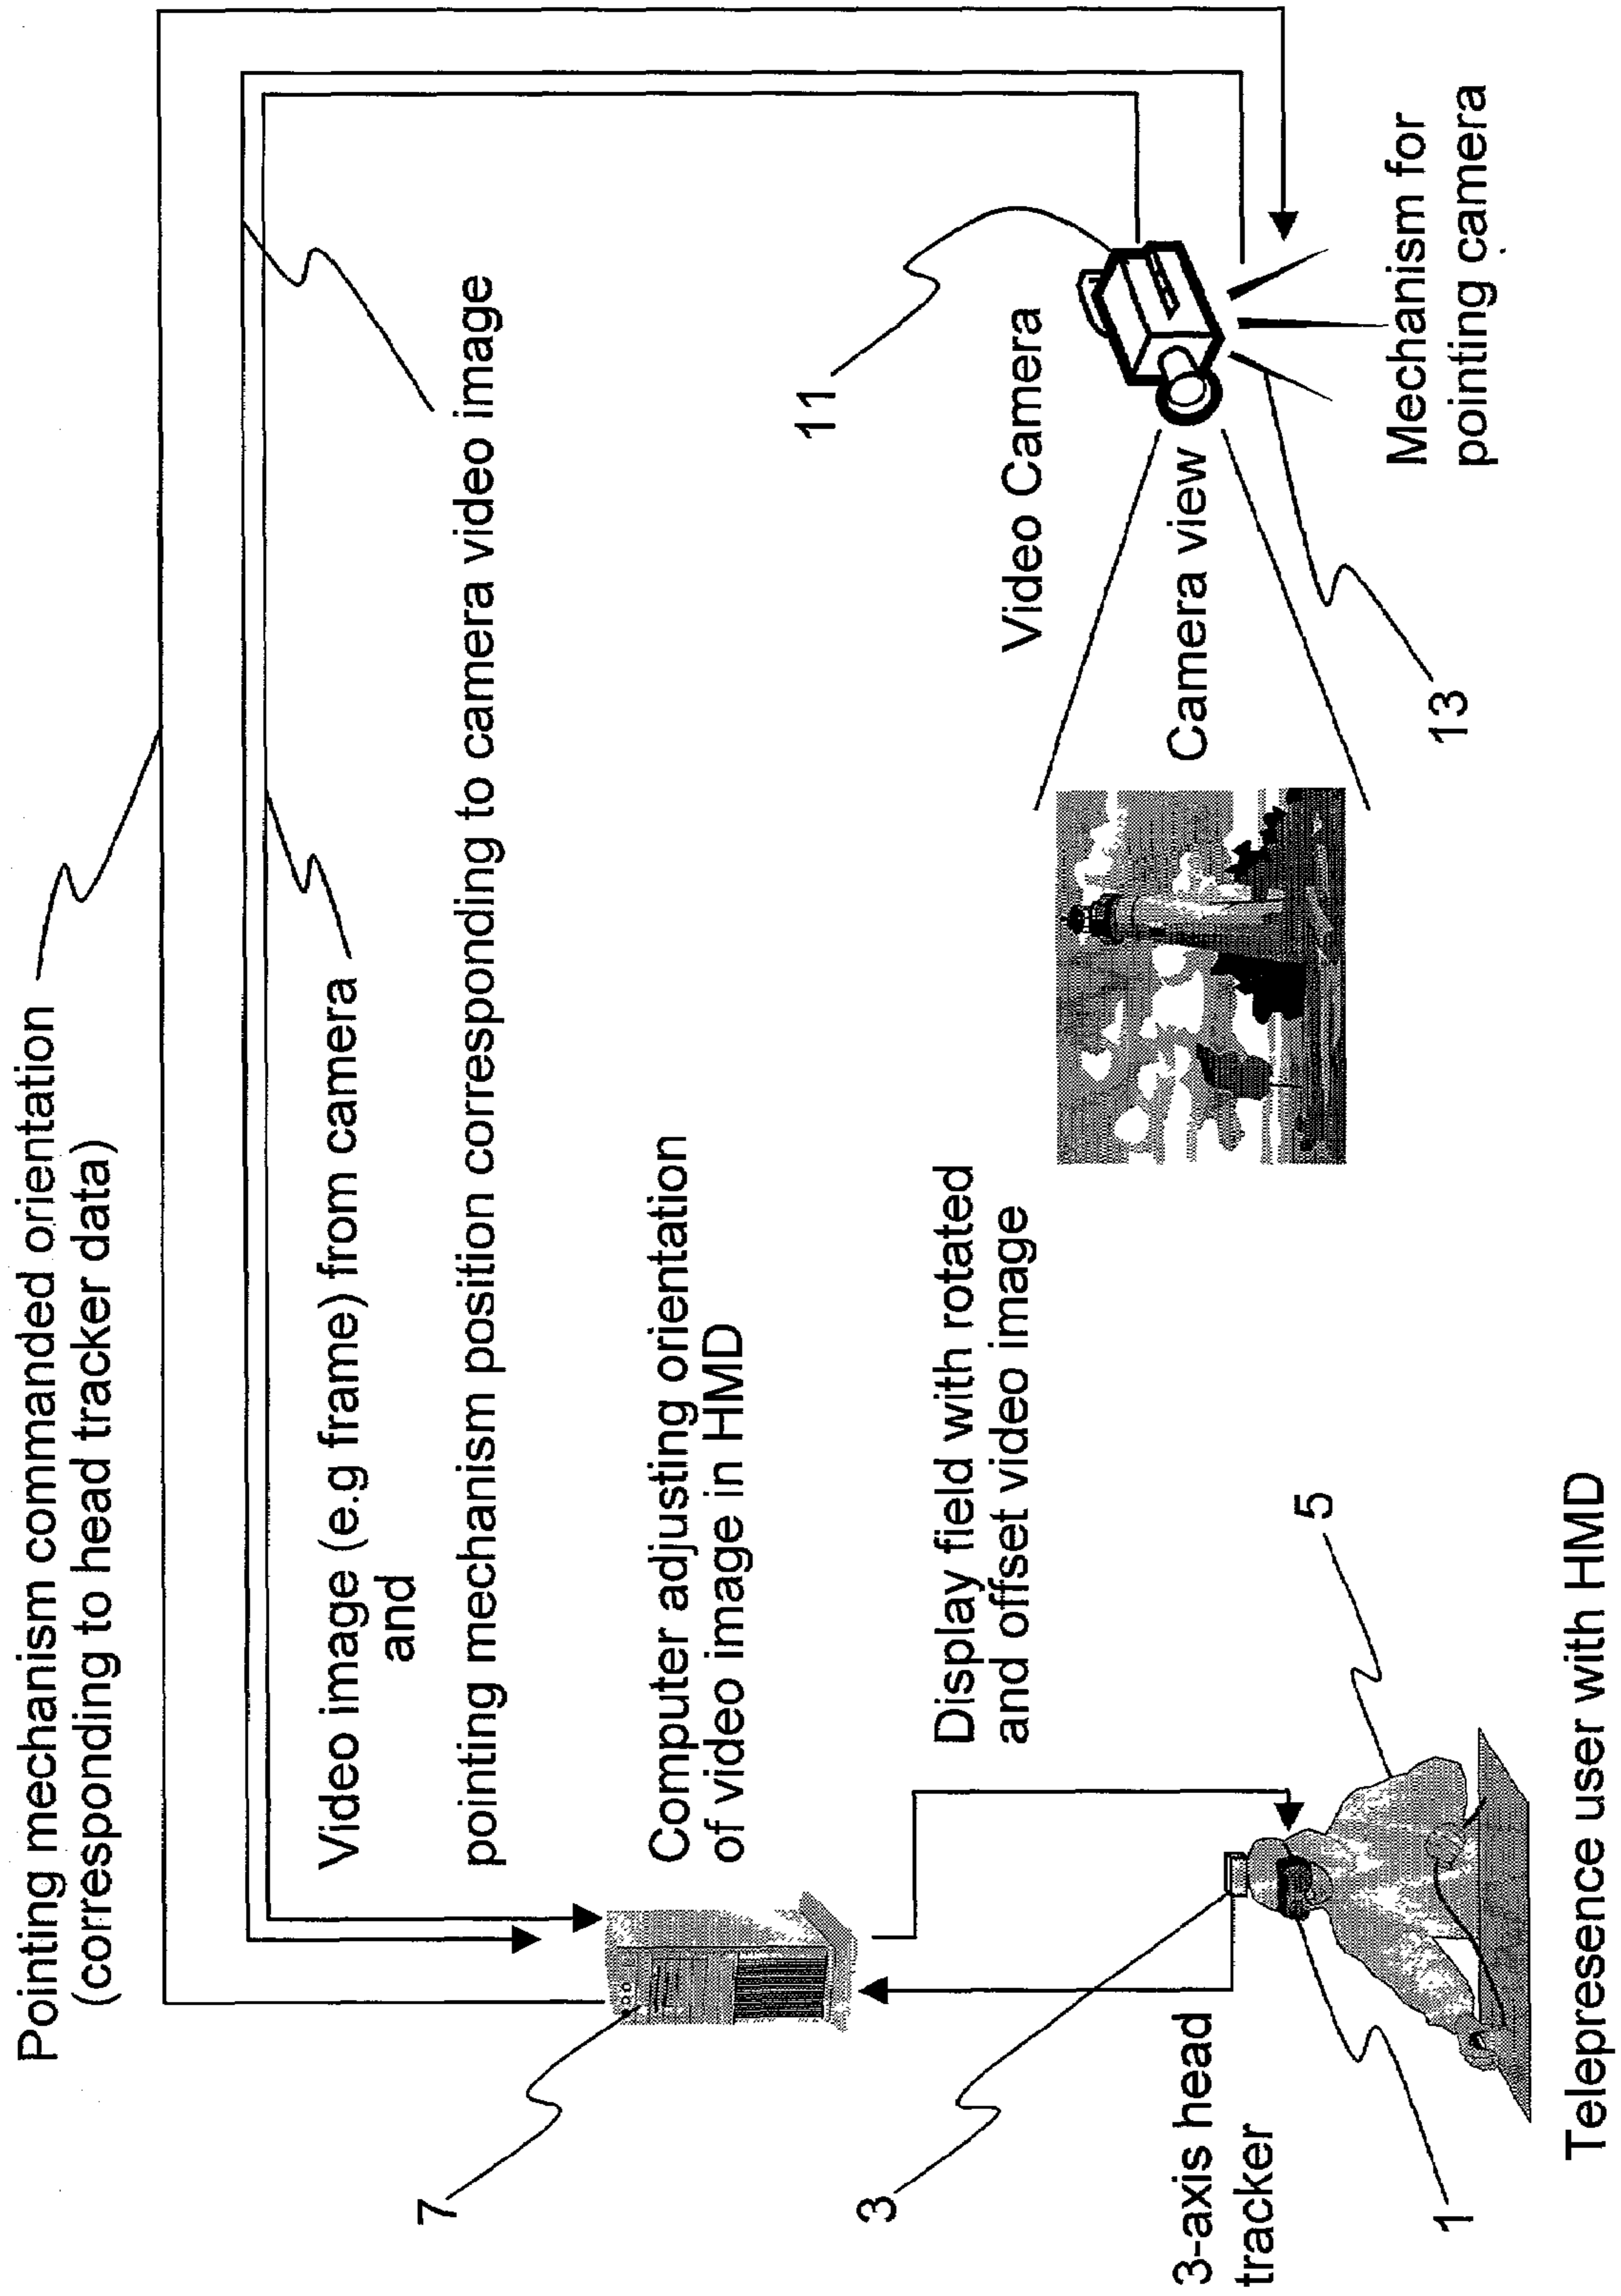 Pointing mechanism commanded orientation
(corresponding to head tracker data)
Video image (e.g frame) from camera
and
pointing mechanism position corresponding to camera video image
7
Computer adjusting orientation
of video image in HMD
11
Video Camera
Camera view
Display field with rotated
and offset video image
3
3-axis head
tracker
5
1
13
Mechanism for
pointing camera
Telepresence user with HMD